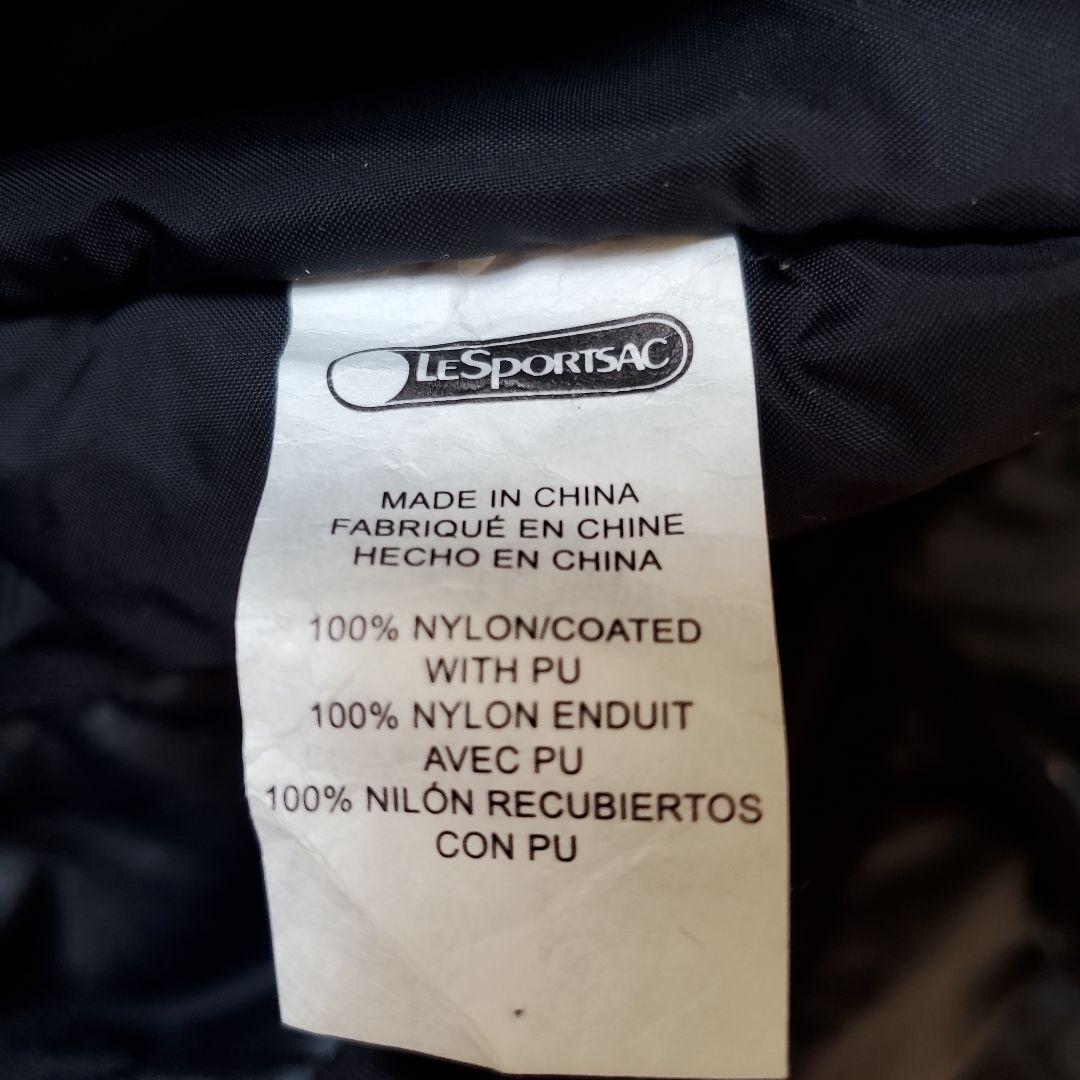 LESPORTSAC
MADE IN CHINA
FABRIQUÉ EN CHINE
HECHO EN CHINA
100% NYLON/COATED
WITH PU
100% NYLON ENDUIT
AVEC PU
100% NILÓN RECUBIERTOS
CON PU